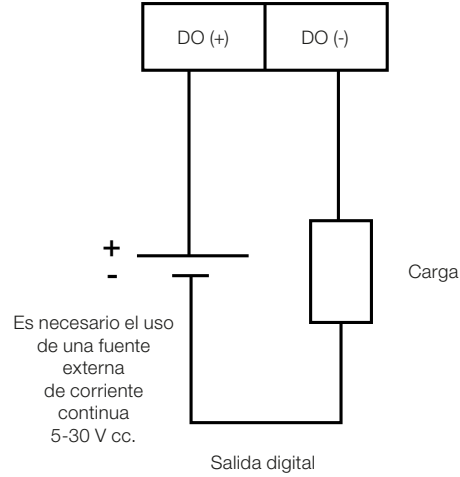 DO (+) DO (-)
+
-
Carga
Es necesario el uso
de una fuente
externa
de corriente
continua
5-30 V cc.
Salida digital